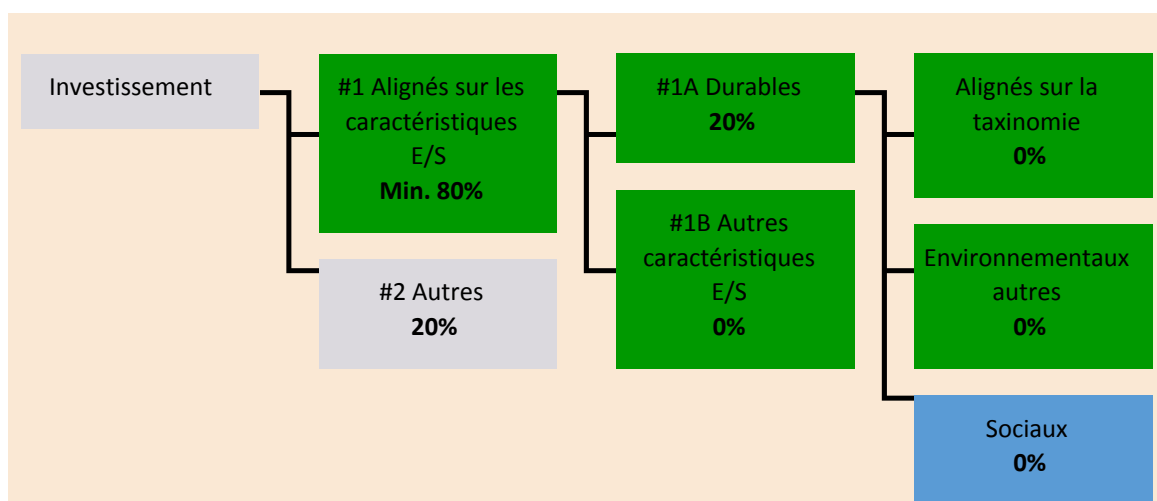 Investissement
#1 Alignés sur les
caractéristiques
E/S
Min. 80%
#2 Autres
20%
#1A Durables
20%
#1B Autres
caractéristiques
E/S
0%
Alignés sur la
taxinomie
0%
Environnementaux
autres
0%
Sociaux
0%